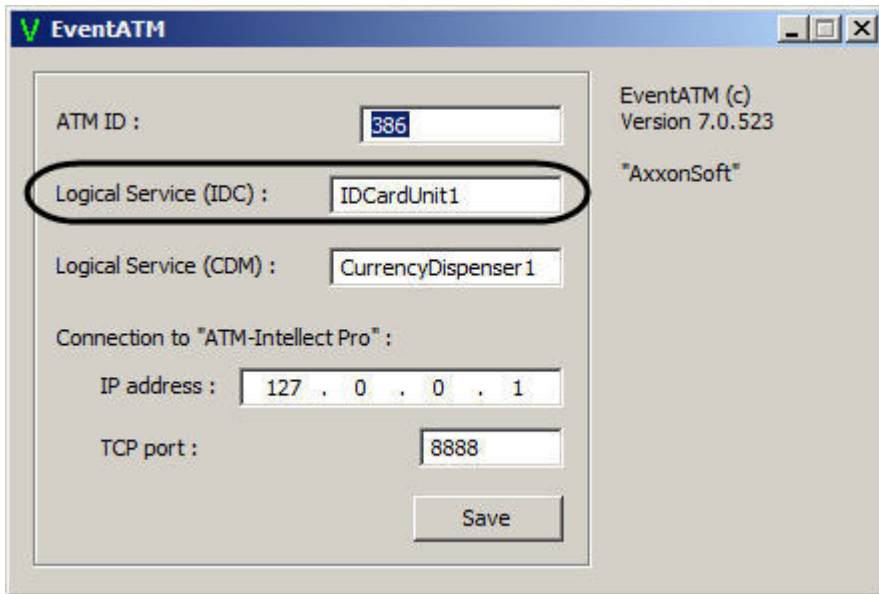 EventATM
ATM ID :
386
Logical Service (IDC) :
IDCardUnit1
Logical Service (CDM) :
CurrencyDispenser1
Connection to "ATM-Intellect Pro" :
IP address :
127 . 0 . 0 . 1
TCP port :
8888
Save
EventATM (c)
Version 7.0.523
"AxxonSoft"